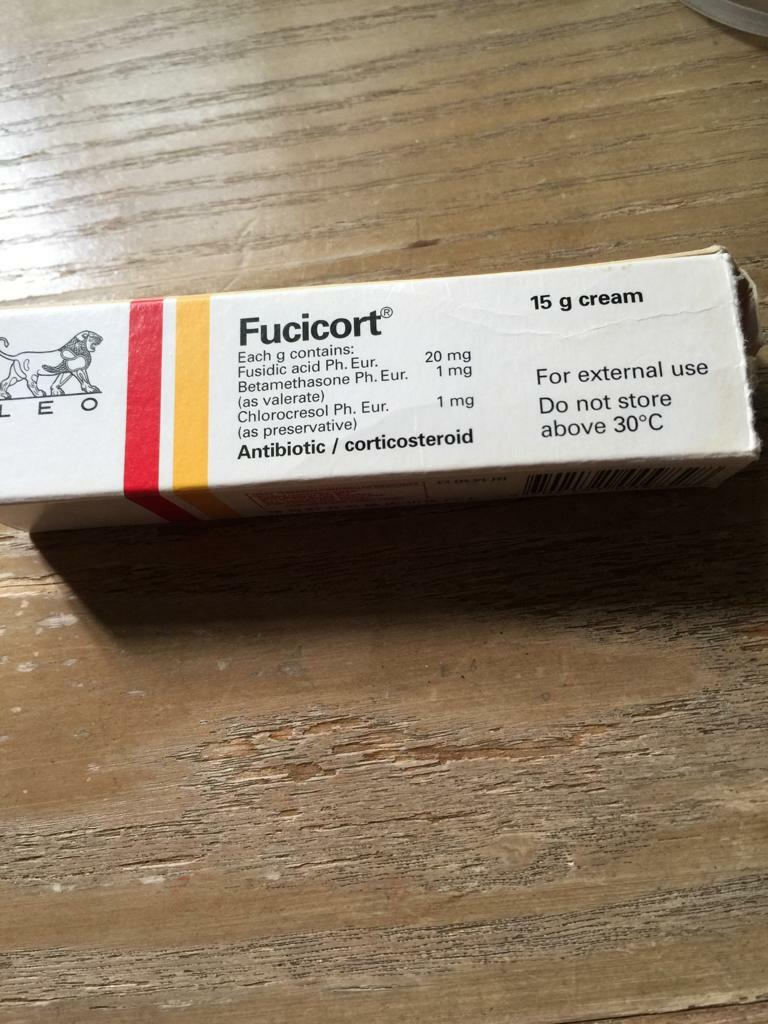 LEO
Fucicort®
Each g contains:
Fusidic acid Ph. Eur. 20 mg
Betamethasone Ph. Eur. 1 mg
(as valerate)
Chlorocresol Ph. Eur. 1 mg
(as preservative)
Antibiotic / corticosteroid
15 g cream
For external use
Do not store
above 30°C